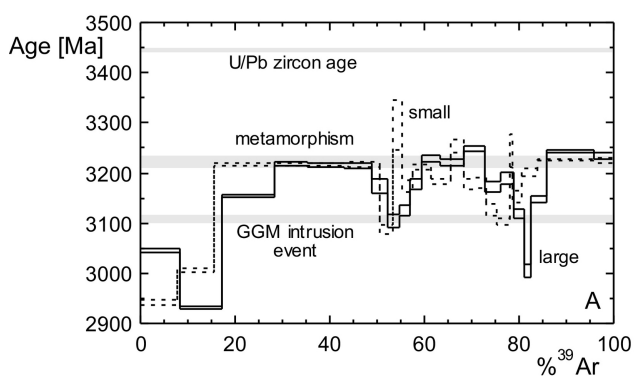 3500
Age [Ma]
U/Pb zircon age
3400
small
3300
metamorphism
3200
3100
GGM intrusion
event
3000
large
A
2900
0 20 40 60 80 100
%39Ar